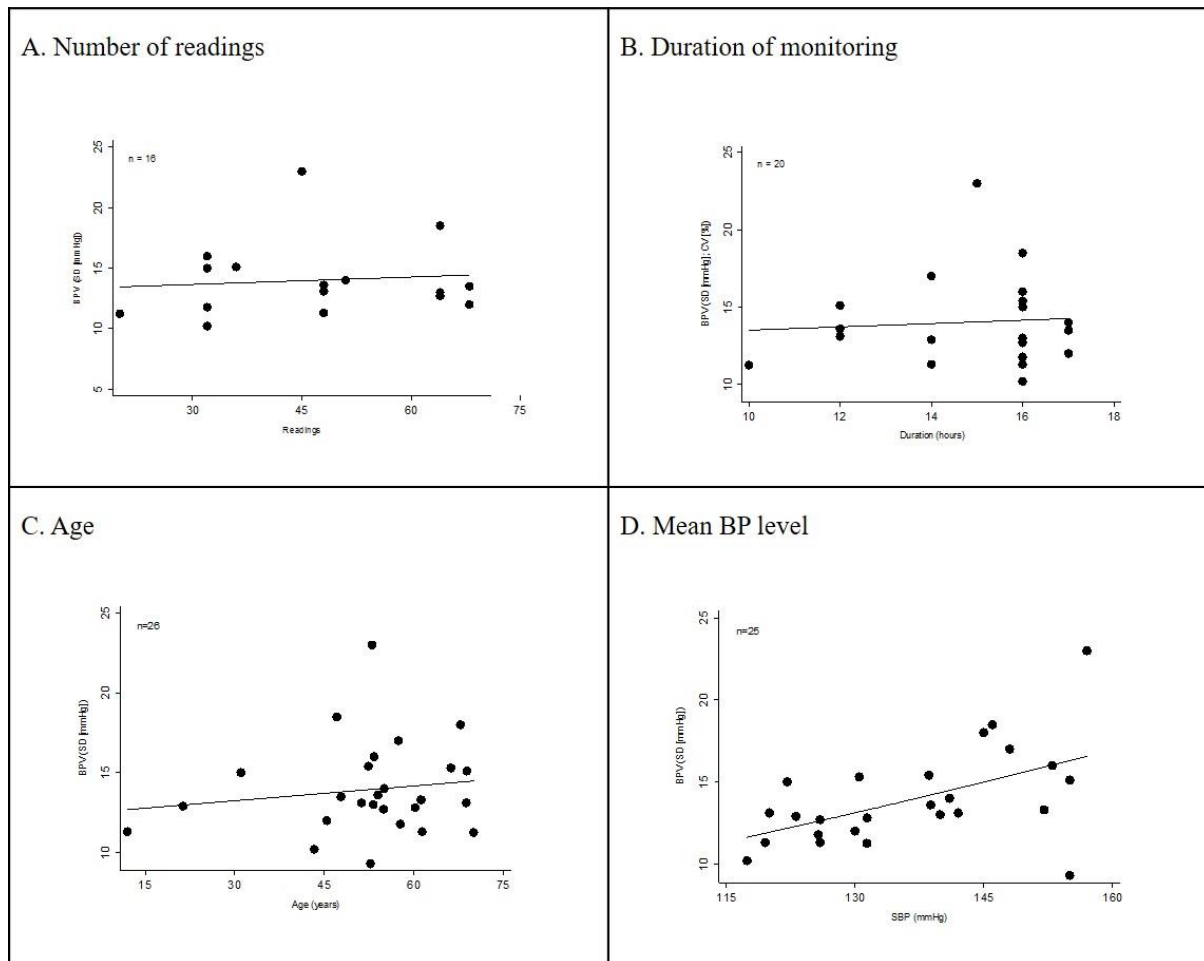 A. Number of readings
n = 16
BPV (SD [mmHg])
25
20
15
10
5
30
45
60
75
Readings
B. Duration of monitoring
n = 20
BPV(SD [mmHg]; CV [%])
25
20
15
10
10
12
14
16
18
Duration (hours)
C. Age
n=26
BPV(SD [mmHg])
25
20
15
10
15
30
45
60
75
Age (years)
D. Mean BP level
n=25
BPV(SD [mmHg])
25
20
15
10
115
130
145
160
SBP (mmHg)